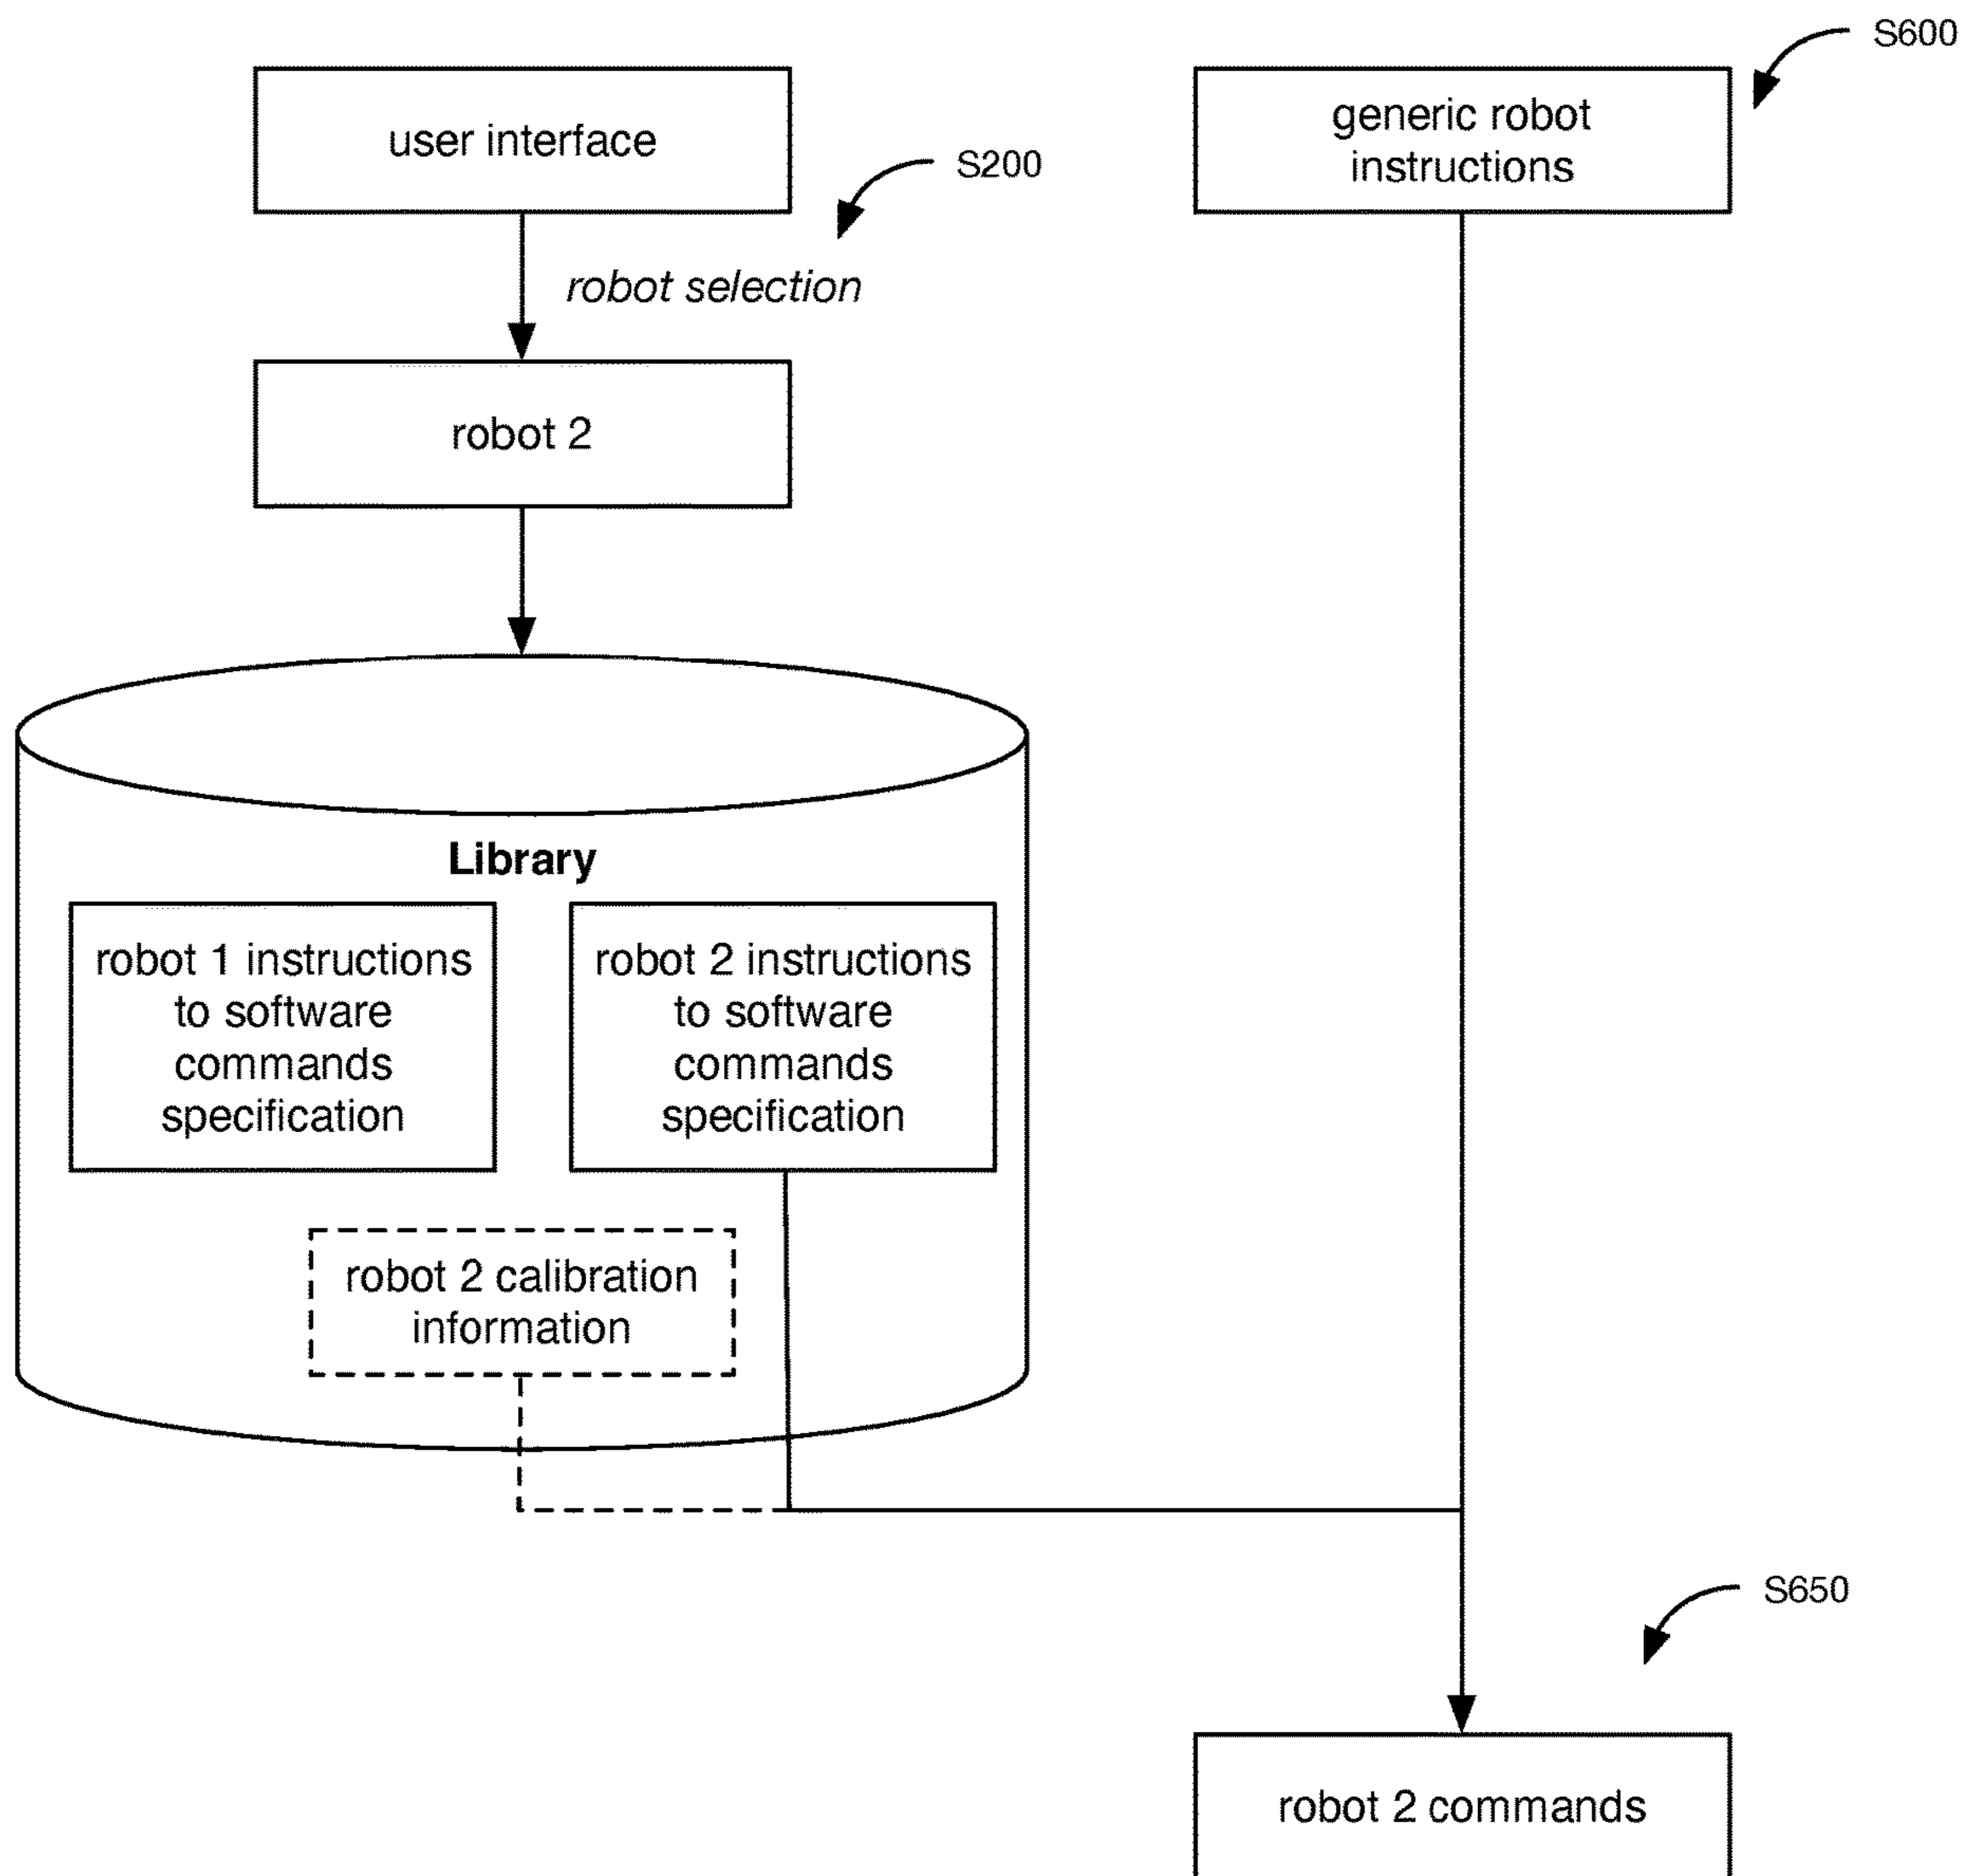 S600
user interface
generic robot
instructions
S200
robot selection
robot 2
Library
robot 1 instructions
to software
commands
specification
robot 2 instructions
to software
commands
specification
robot 2 calibration
information
S650
robot 2 commands